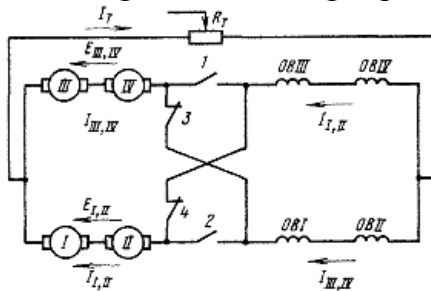 I_T R_T
E_III,IV 1
III IV ОВIII ОВIV
I_III,IV 3 I_I,II
E_I,II 4 2
I II ОВI ОВII
I_I,II I_III,IV